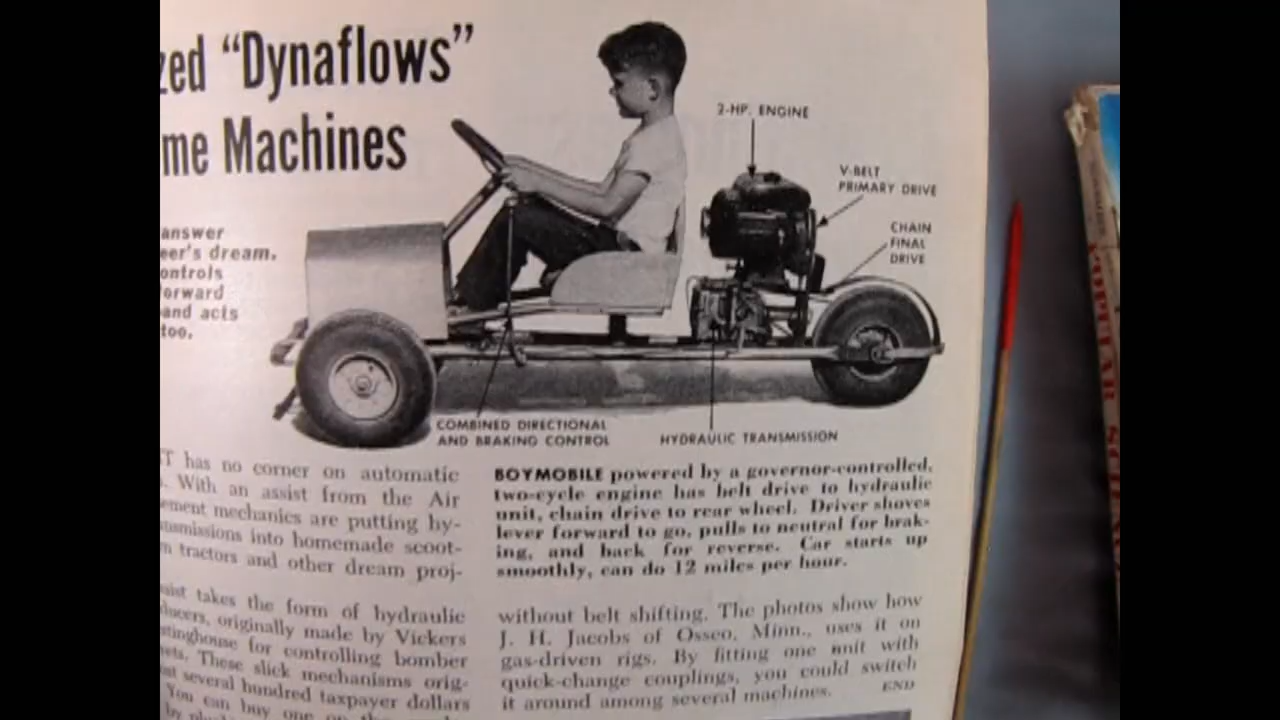 zed "Dynaflows"
me Machines
2-HP. ENGINE
V-BELT
PRIMARY DRIVE
CHAIN
FINAL
DRIVE
answer
eer's dream.
ontrols
orward
and acts
too.
COMBINED DIRECTIONAL
AND BRAKING CONTROL
HYDRAULIC TRANSMISSION
T has no corner on automatic
. With an assist from the Air
ement mechanics are putting hy-
nsmissions into homemade scoot-
n tractors and other dream proj-
sist takes the form of hydraulic
ducers, originally made by Vickers
stinghouse for controlling bomber
ets. These slick mechanisms orig-
st several hundred taxpayer dollars
You can buy one on the
BOYMOBILE powered by a governor-controlled,
two-cycle engine has belt drive to hydraulic
unit, chain drive to rear wheel. Driver shoves
lever forward to go, pulls to neutral for brak-
ing, and back for reverse. Car starts up
smoothly, can do 12 miles per hour.
without belt shifting. The photos show how
J. H. Jacobs of Osseo, Minn., uses it on
gas-driven rigs. By fitting one unit with
quick-change couplings, you could switch
it around among several machines. END